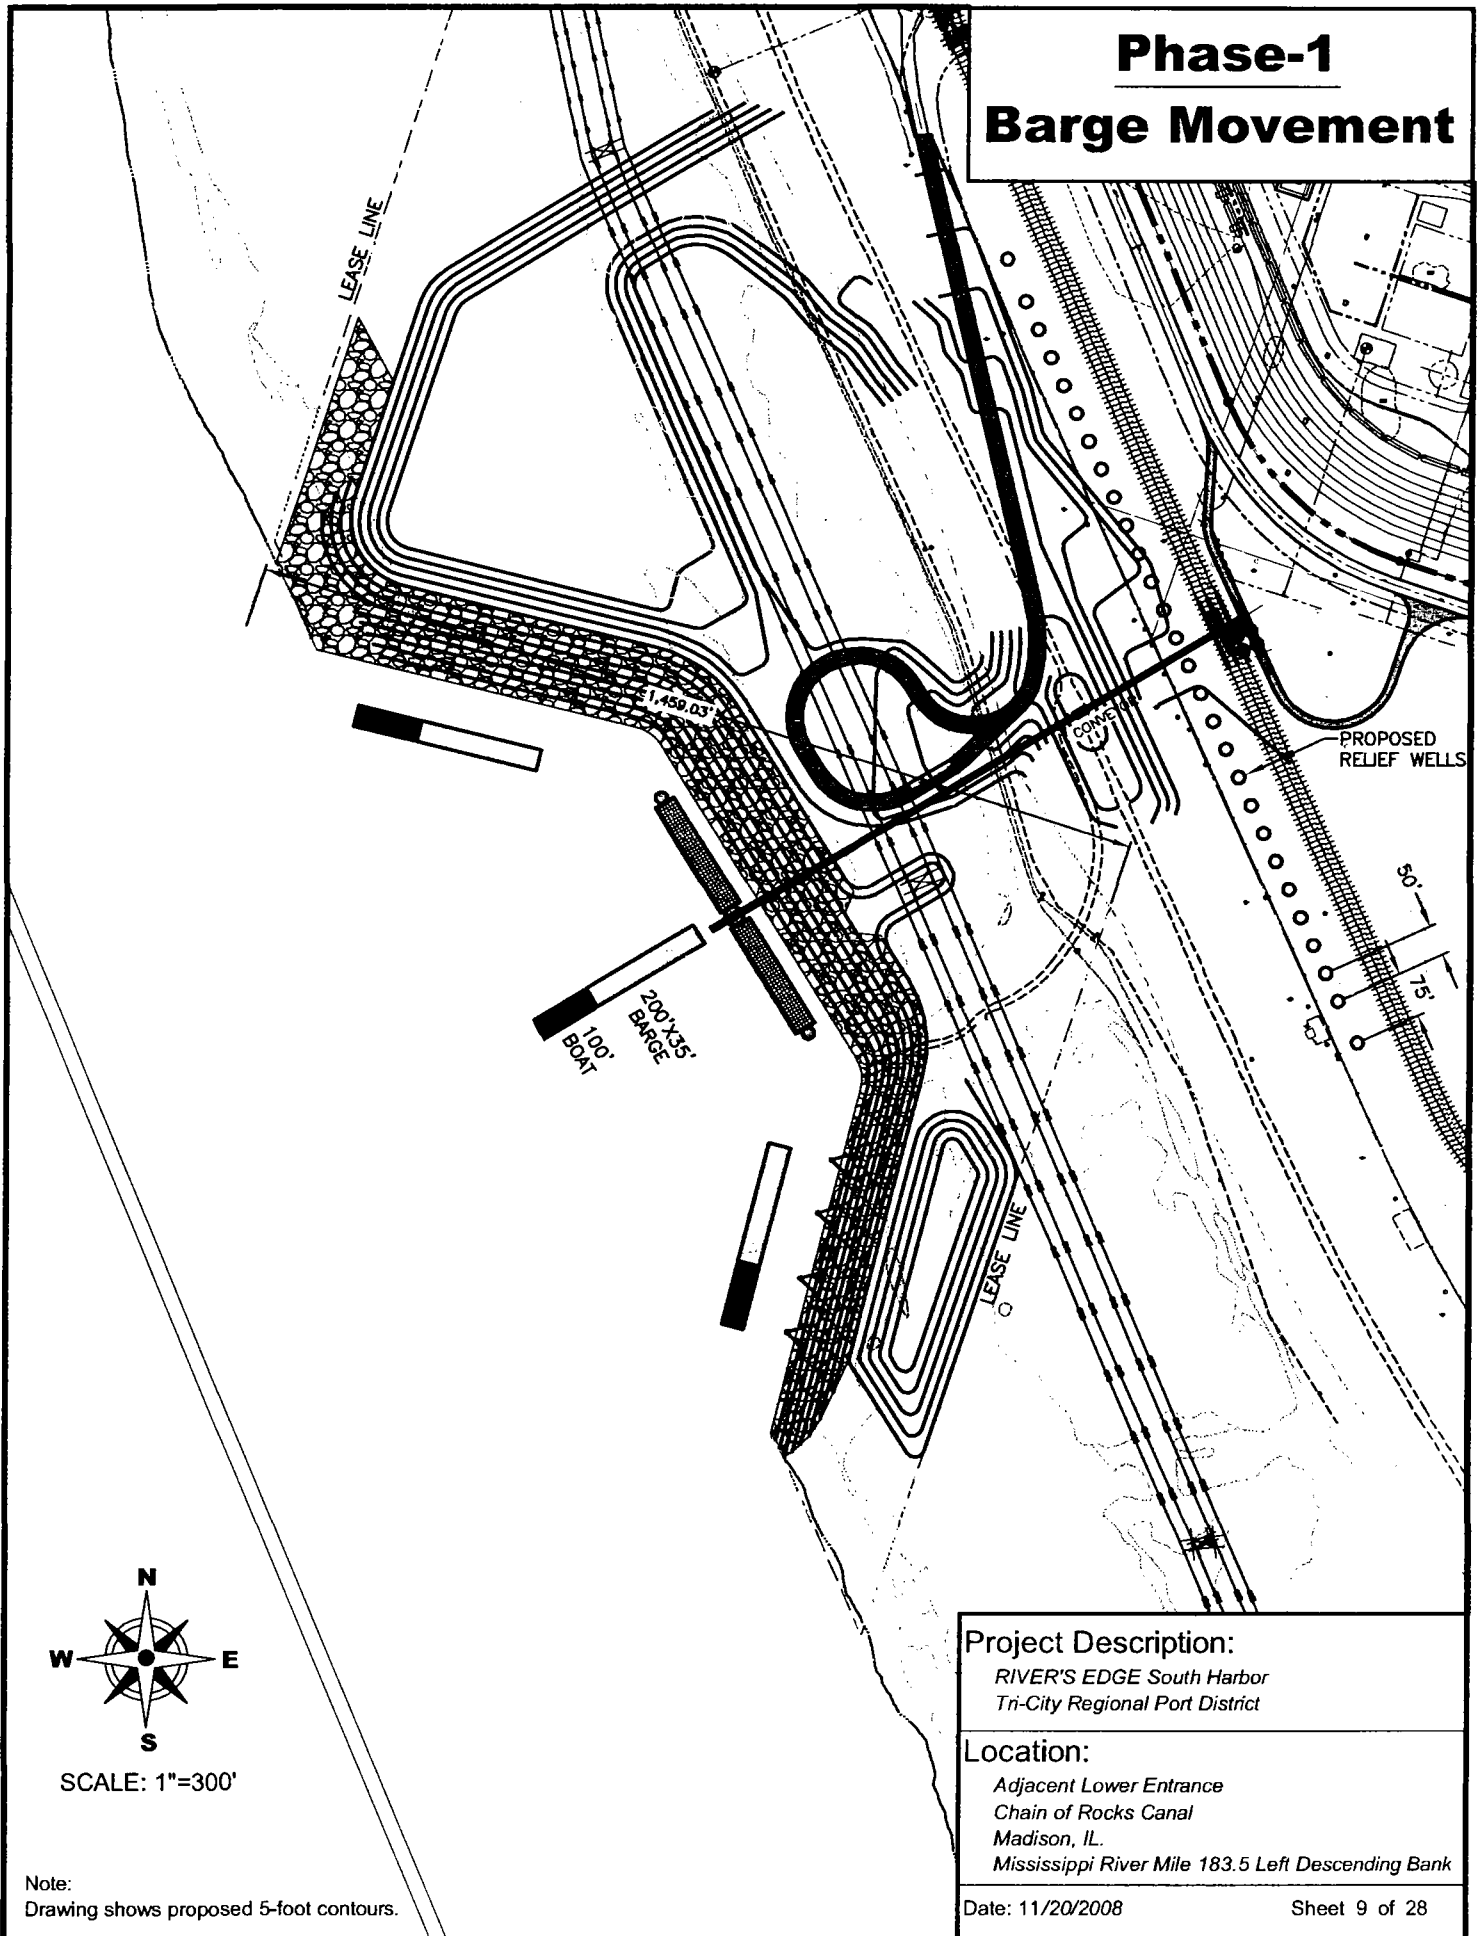 Phase-1
Barge Movement
LEASE LINE
1,459.03'
PROPOSED
RELIEF WELLS
50'
75'
200'X35'
BARGE
100'
BOAT
LEASE LINE
N
W
E
S
SCALE: 1"=300'
Note:
Drawing shows proposed 5-foot contours.
Project Description:
RIVER'S EDGE South Harbor
Tri-City Regional Port District
Location:
Adjacent Lower Entrance
Chain of Rocks Canal
Madison, IL.
Mississippi River Mile 183.5 Left Descending Bank
Date: 11/20/2008
Sheet 9 of 28